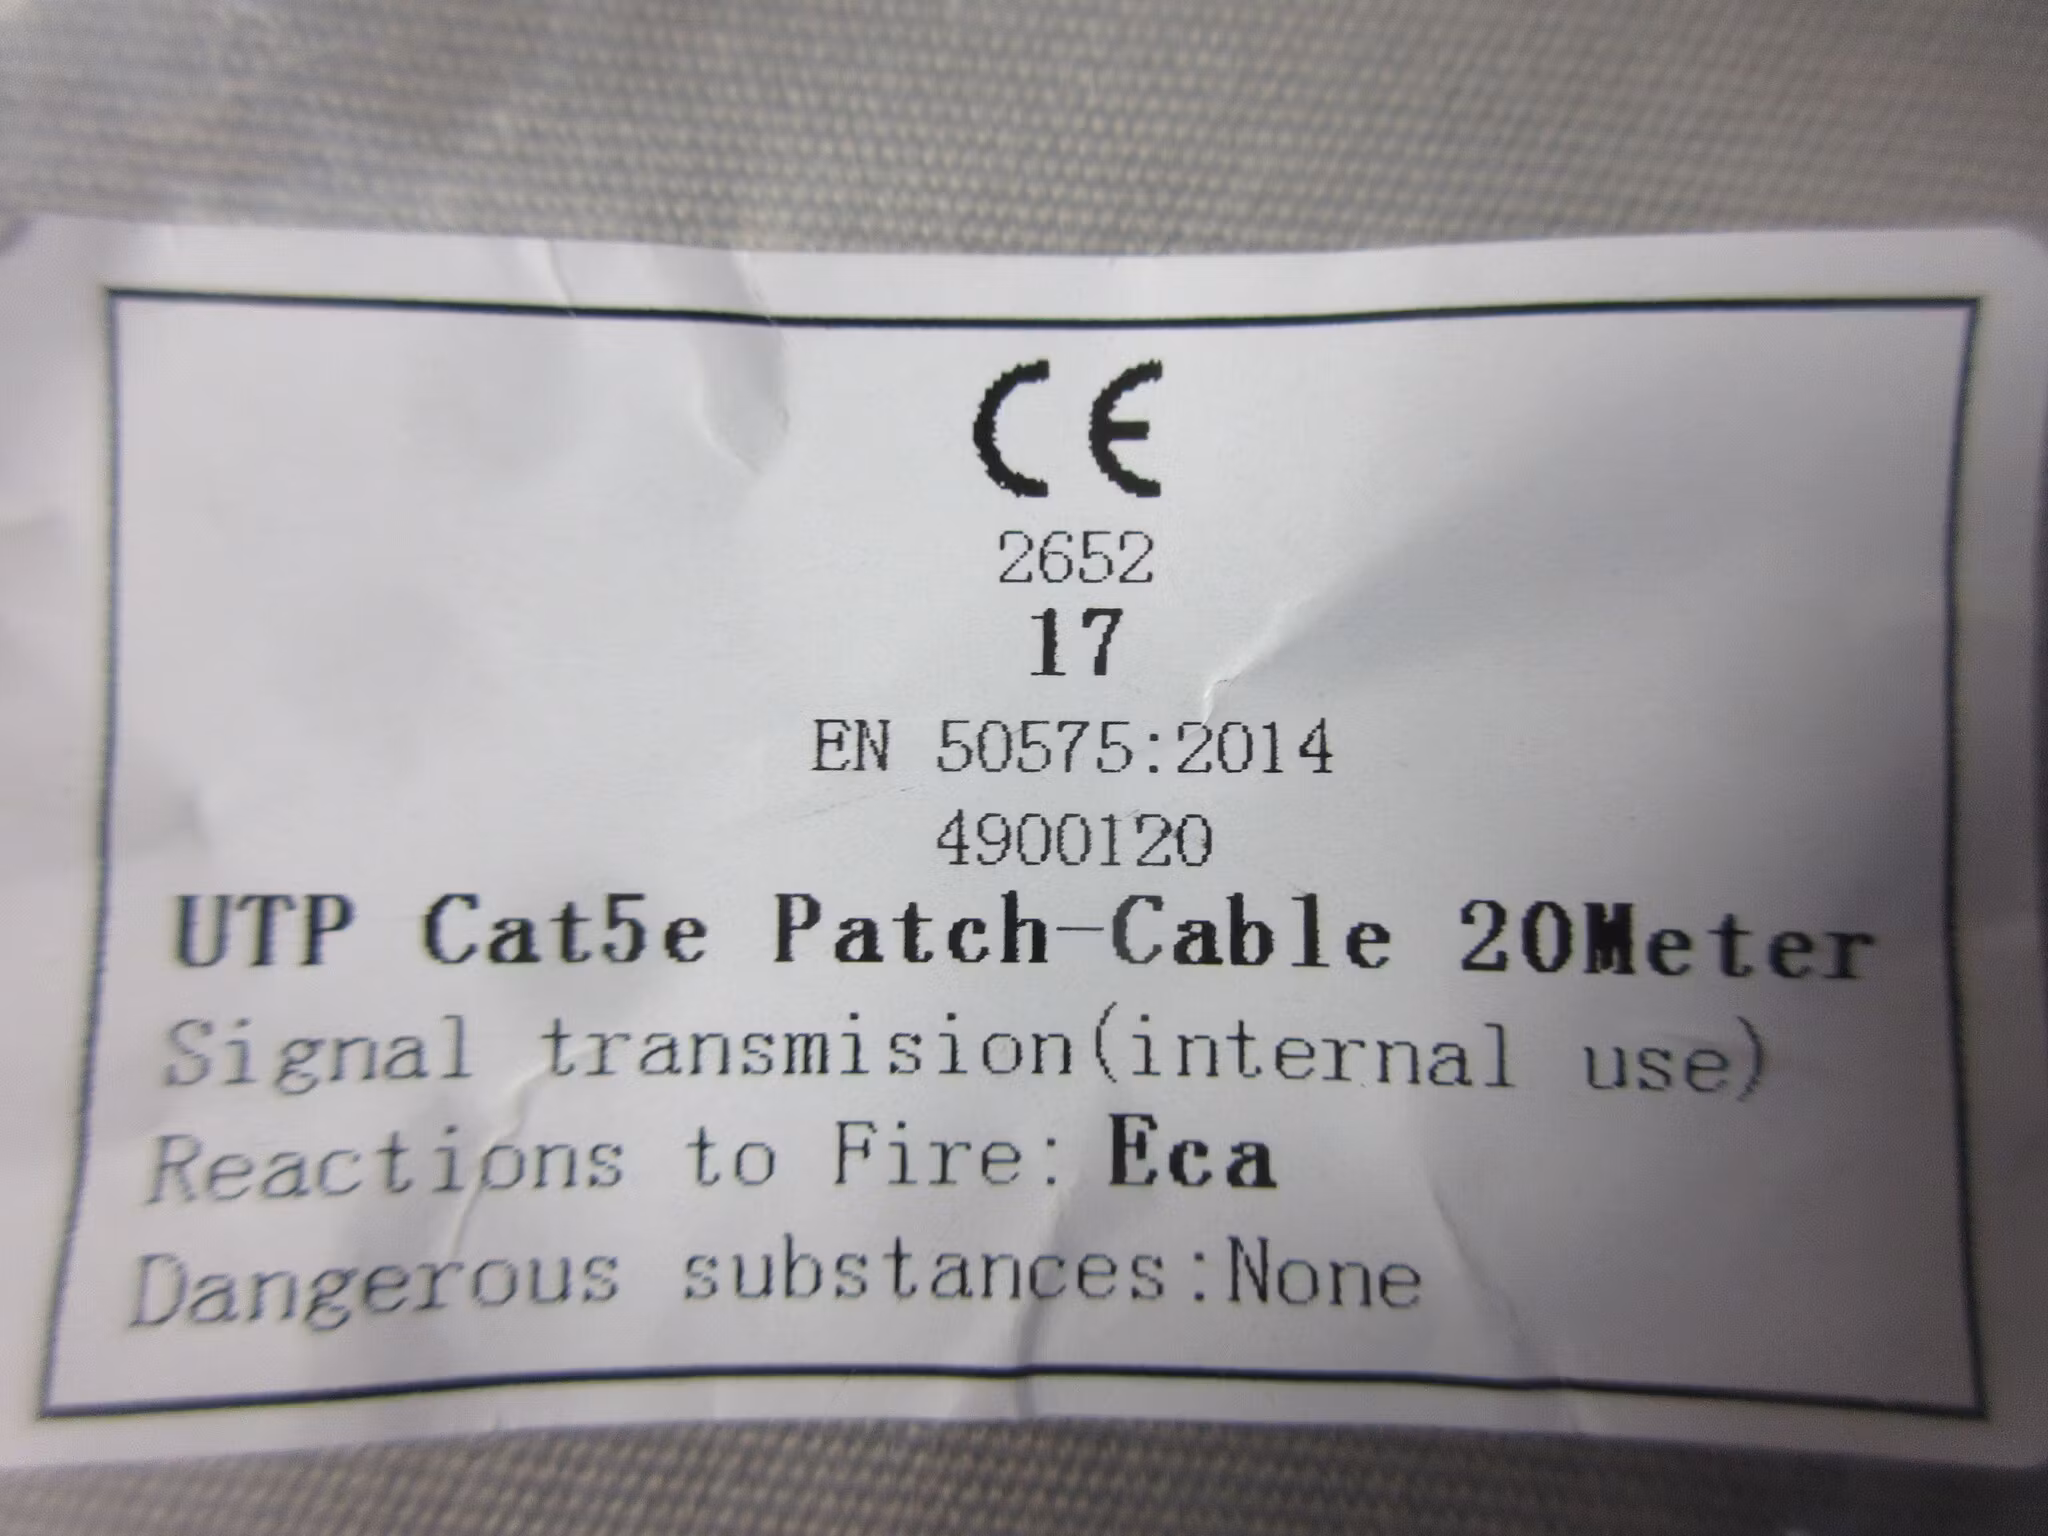 CE
2652
17
EN 50575:2014
4900120
UTP Cat5e Patch-Cable 20Meter
Signal transmision(internal use)
Reactions to Fire: Eca
Dangerous substances:None